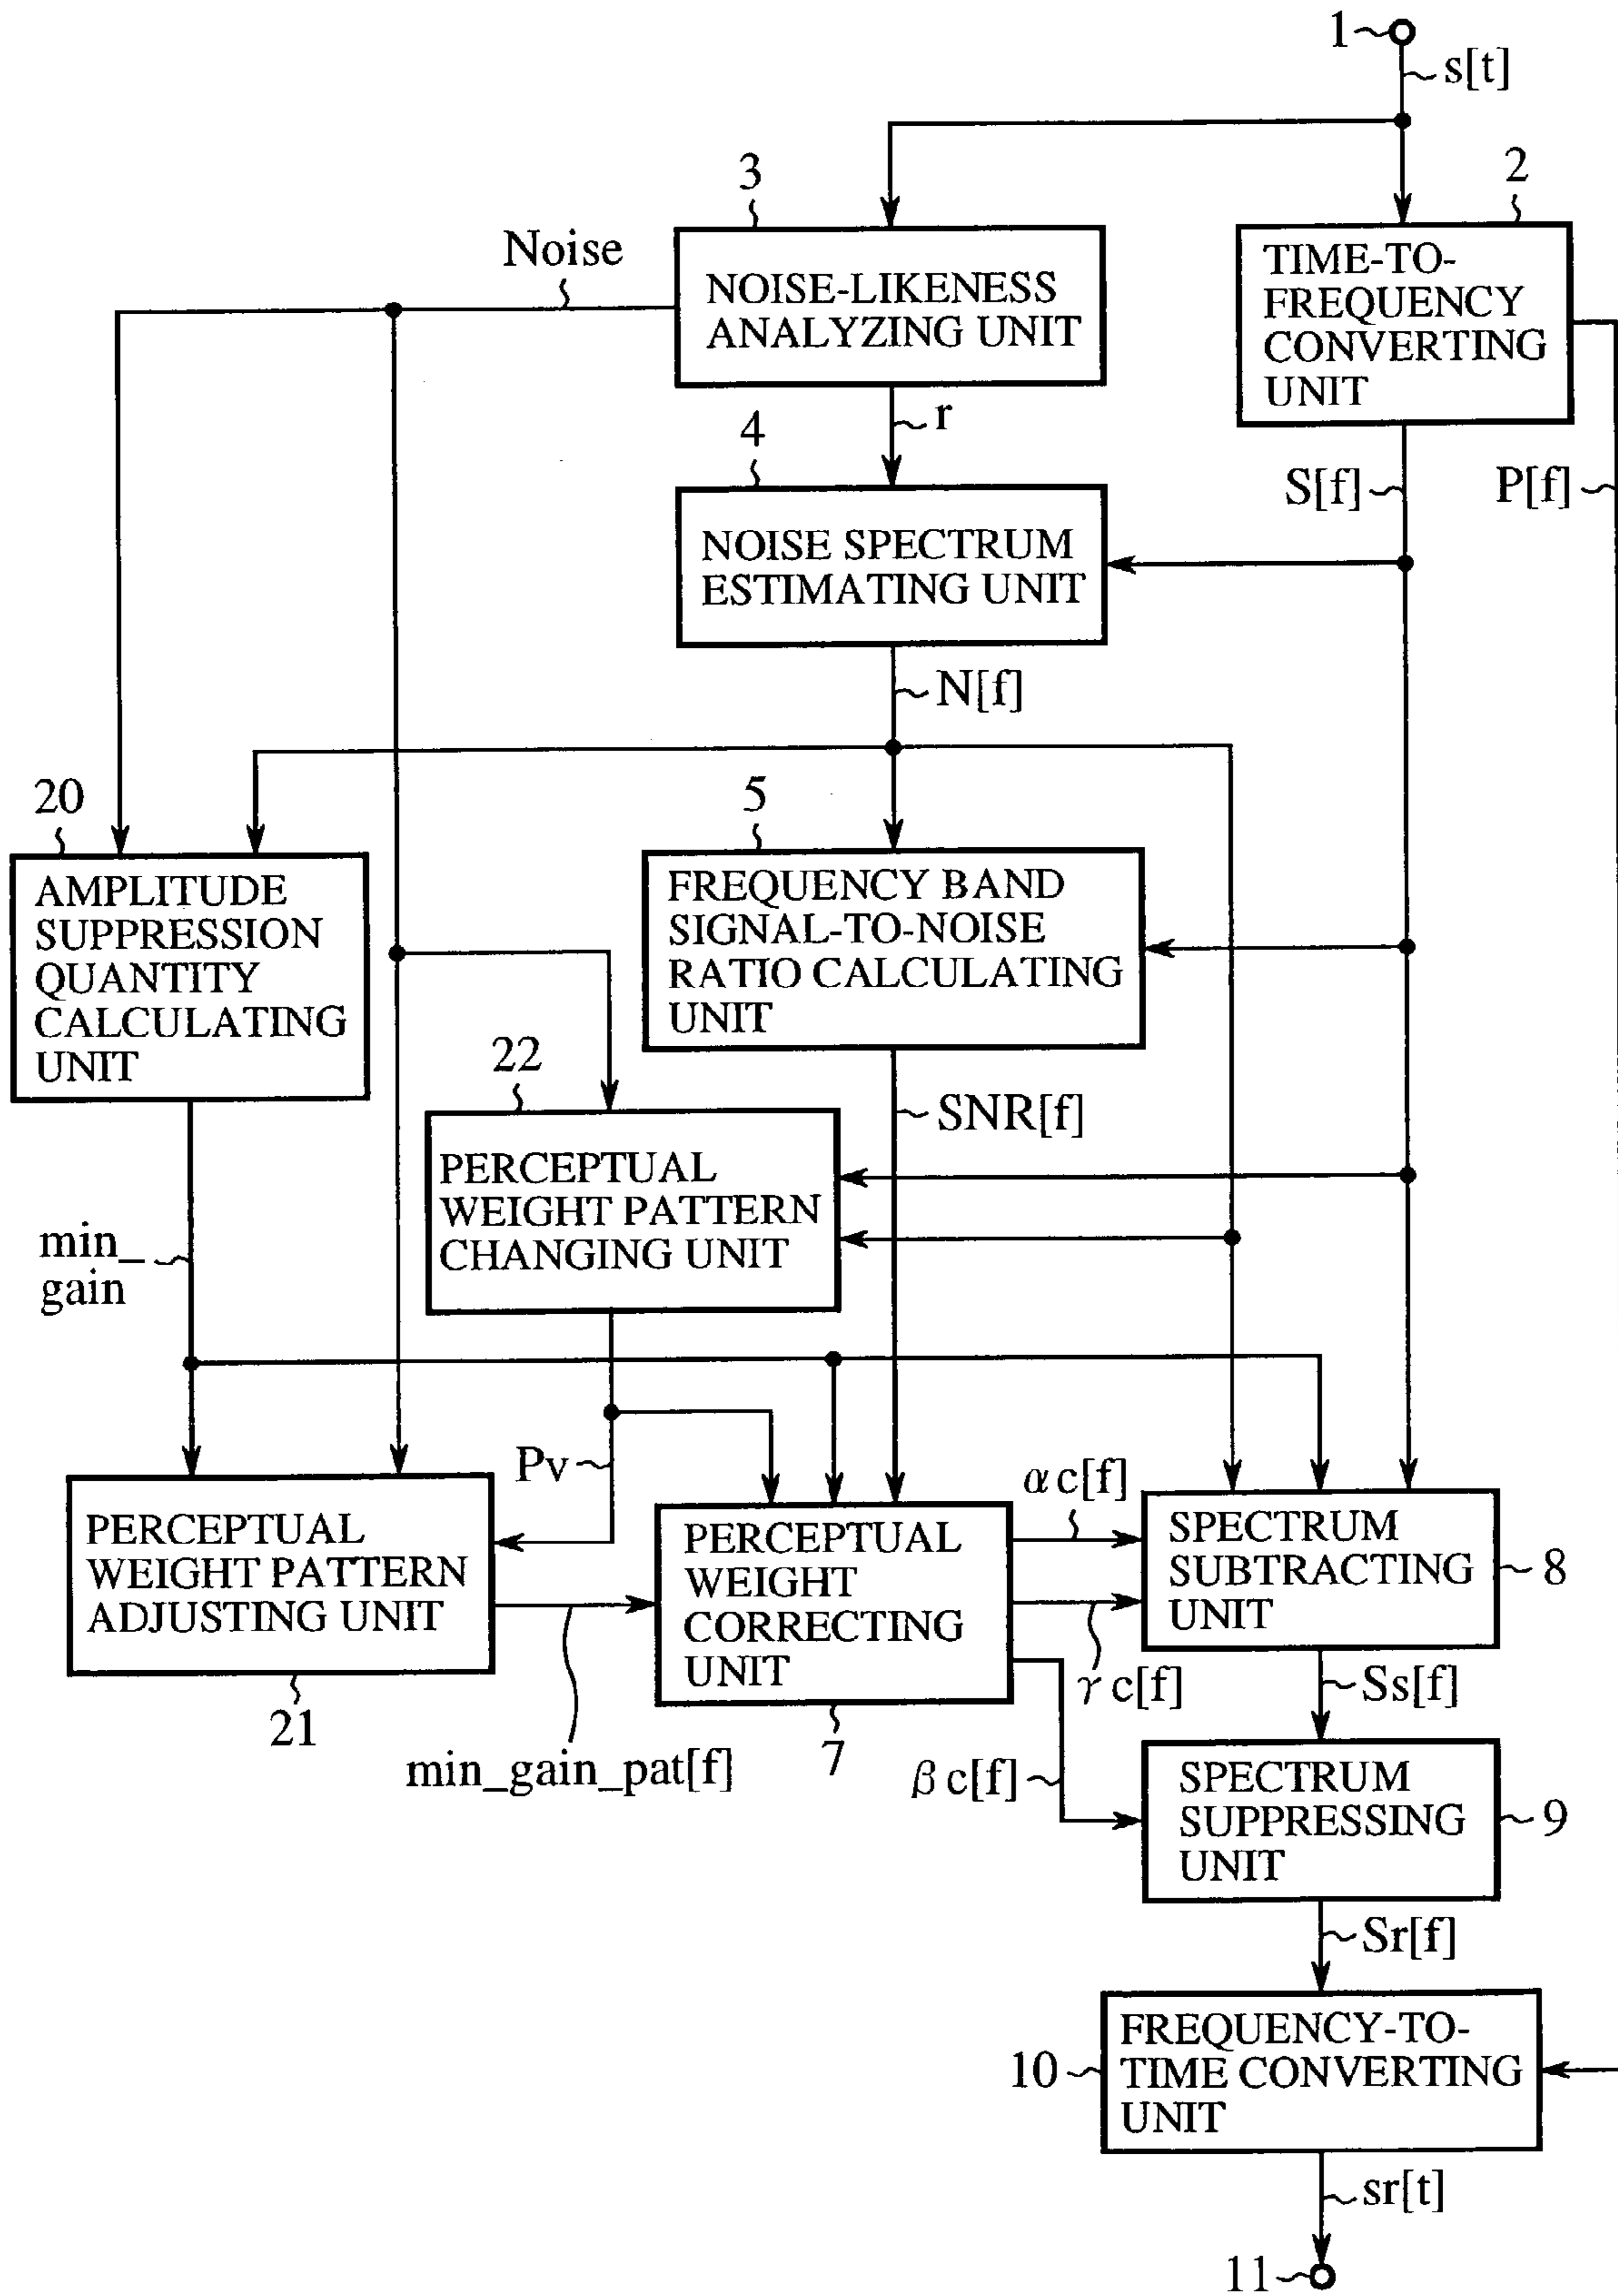 1
s[t]
3
2
Noise
NOISE-LIKENESS
ANALYZING UNIT
TIME-TO-
FREQUENCY
CONVERTING
UNIT
r
4
S[f]
P[f]
NOISE SPECTRUM
ESTIMATING UNIT
N[f]
20
5
AMPLITUDE
SUPPRESSION
QUANTITY
CALCULATING
UNIT
FREQUENCY BAND
SIGNAL-TO-NOISE
RATIO CALCULATING
UNIT
22
SNR[f]
PERCEPTUAL
WEIGHT PATTERN
CHANGING UNIT
min_
gain
Pv
αc[f]
PERCEPTUAL
WEIGHT PATTERN
ADJUSTING UNIT
PERCEPTUAL
WEIGHT
CORRECTING
UNIT
SPECTRUM
SUBTRACTING
UNIT
8
21
min_gain_pat[f]
7
γc[f]
Ss[f]
βc[f]
SPECTRUM
SUPPRESSING
UNIT
9
Sr[f]
10
FREQUENCY-TO-
TIME CONVERTING
UNIT
sr[t]
11